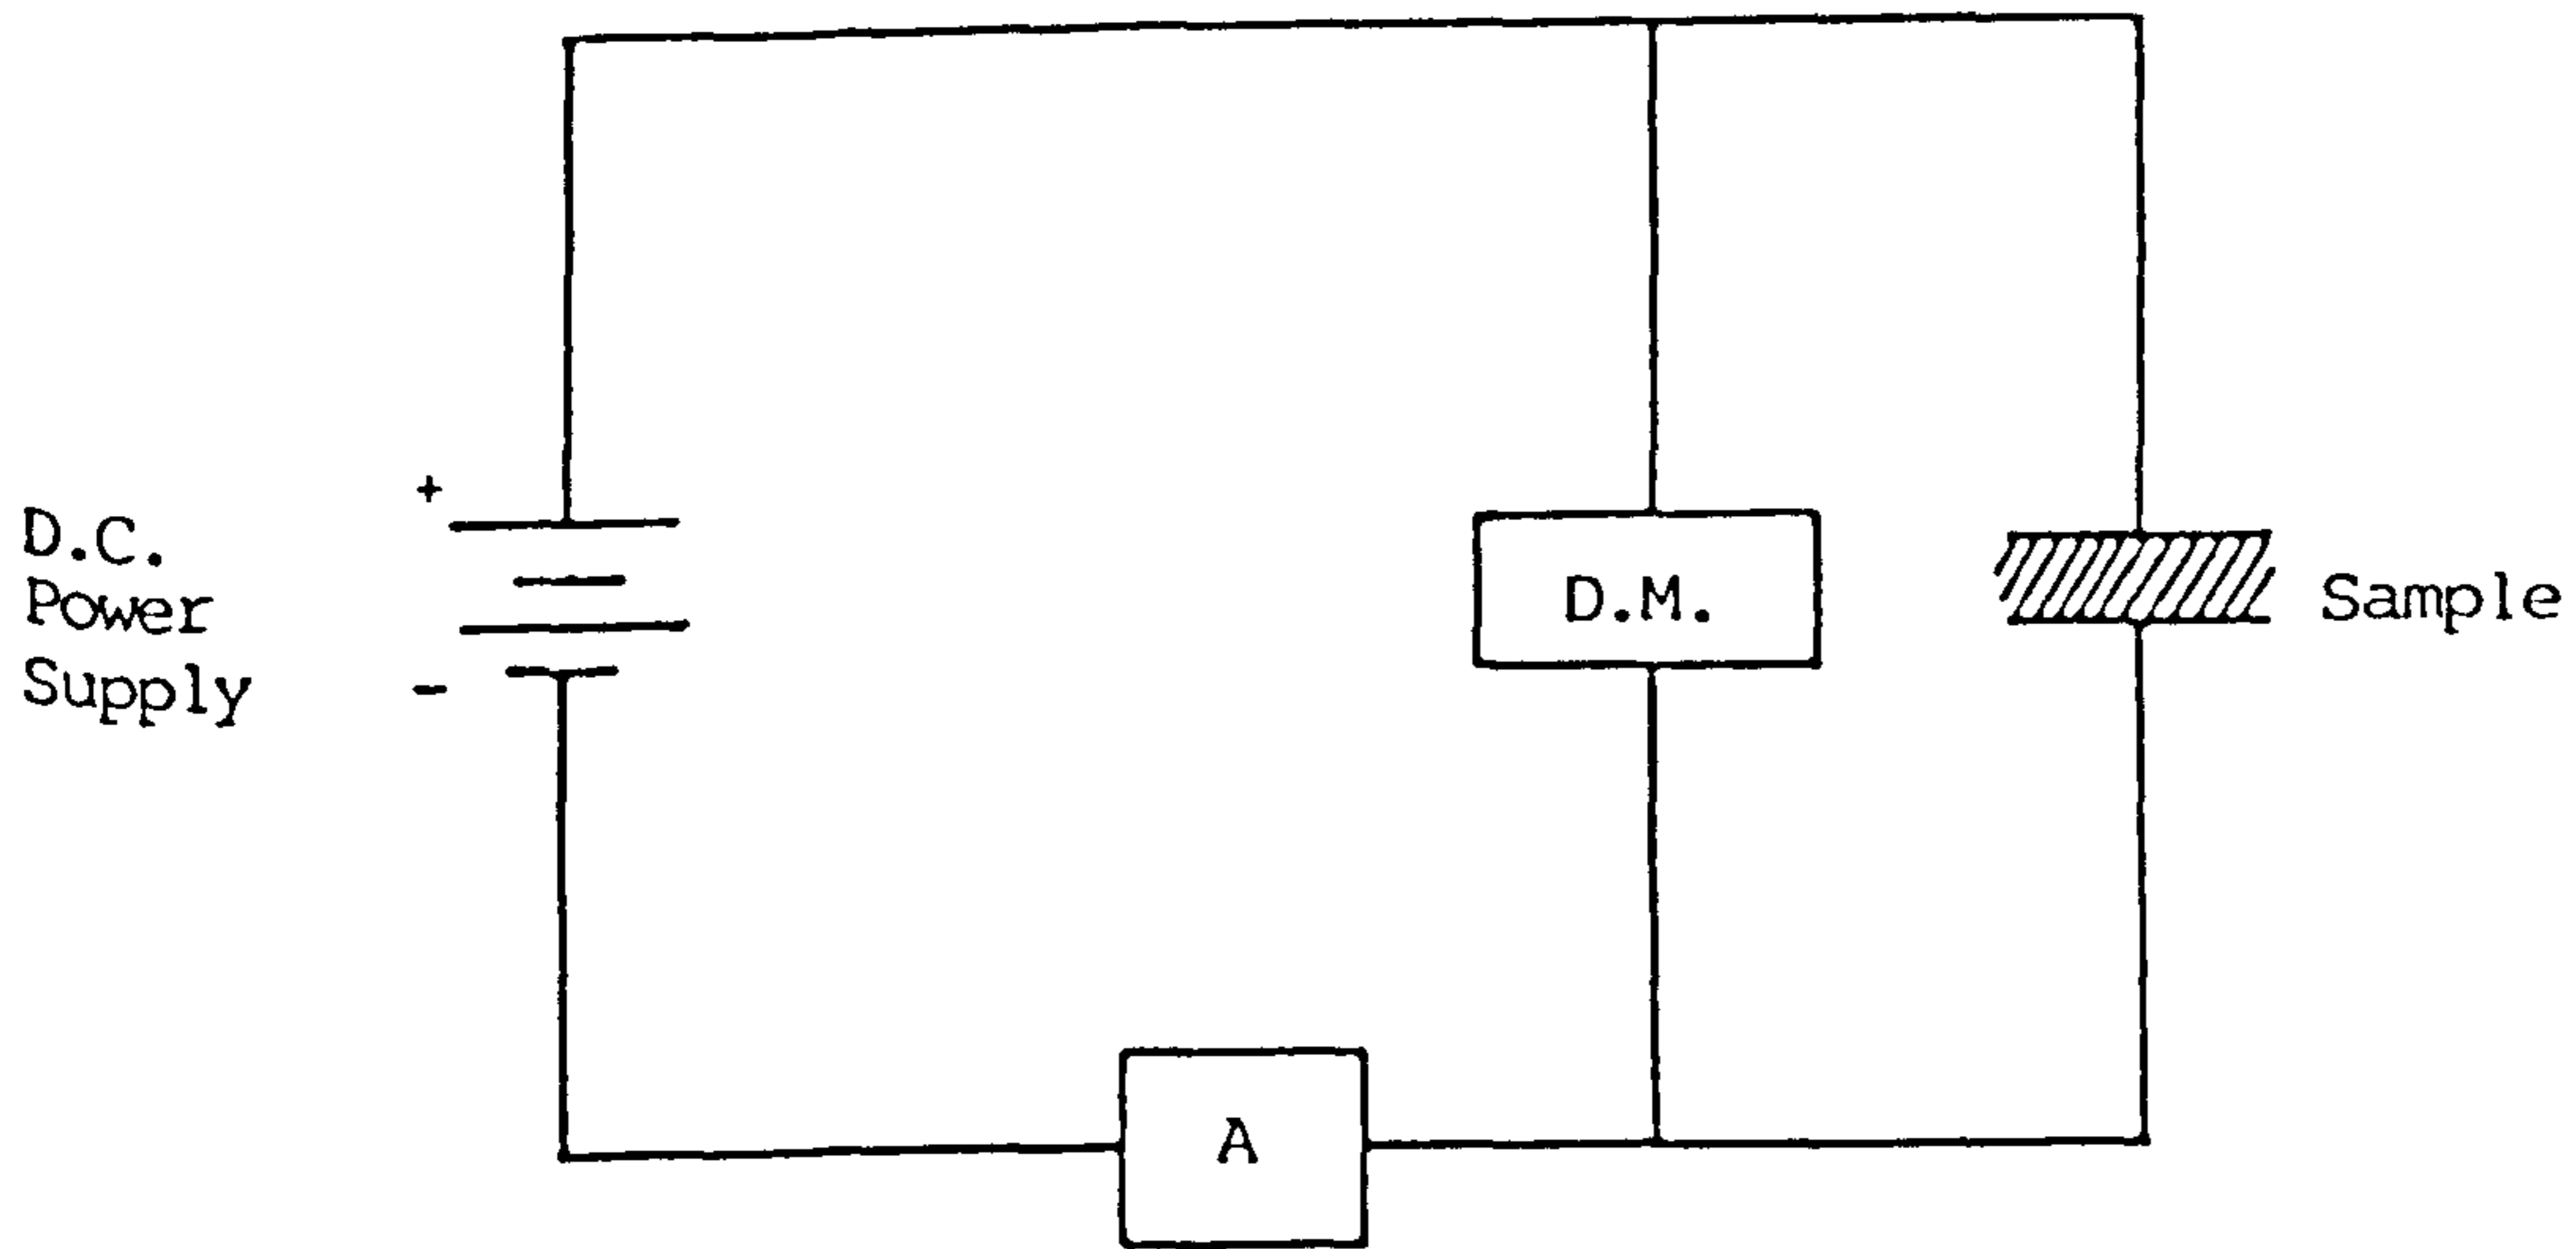 +
D.C.
Power
Supply
-
D.M.
Sample
A